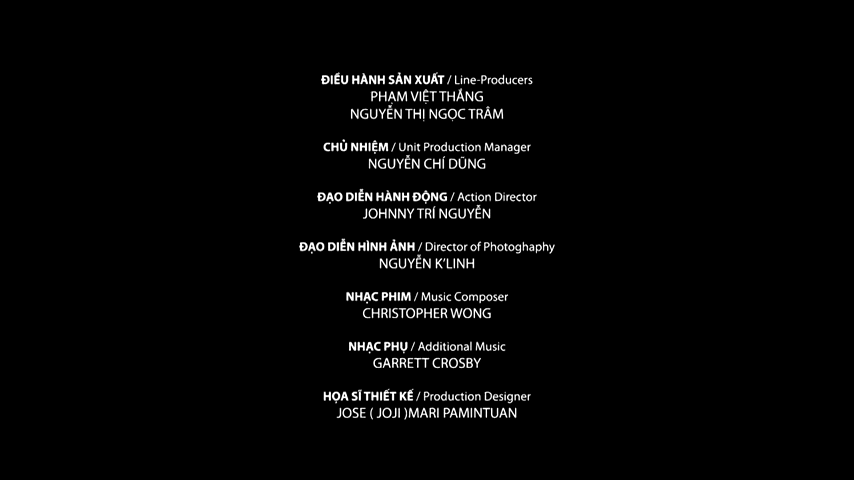 ĐIỀU HÀNH SẢN XUẤT / Line-Producers
PHẠM VIỆT THẮNG
NGUYỄN THỊ NGỌC TRÂM
CHỦ NHIỆM / Unit Production Manager
NGUYỄN CHÍ DŨNG
ĐẠO DIỄN HÀNH ĐỘNG / Action Director
JOHNNY TRÍ NGUYỄN
ĐẠO DIỄN HÌNH ẢNH / Director of Photoghaphy
NGUYỄN K'LINH
NHẠC PHIM / Music Composer
CHRISTOPHER WONG
NHẠC PHỤ / Additional Music
GARRETT CROSBY
HỌA SĨ THIẾT KẾ / Production Designer
JOSE ( JOJI )MARI PAMINTUAN